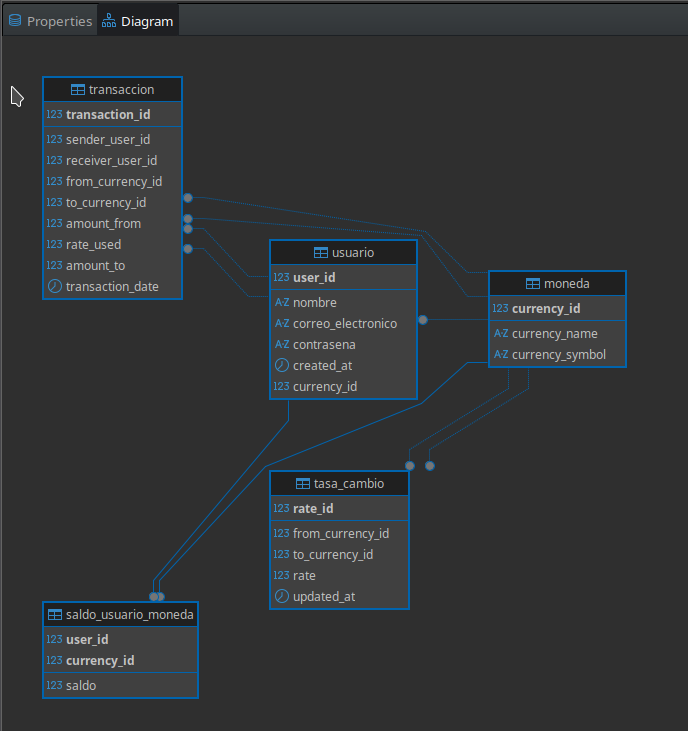 Properties
Diagram
transaccion
123 transaction_id
123 sender_user_id
123 receiver_user_id
123 from_currency_id
123 to_currency_id
123 amount_from
123 rate_used
123 amount_to
transaction_date
usuario
123 user_id
A-Z nombre
A-Z correo_electronico
A-Z contrasena
created_at
123 currency_id
moneda
123 currency_id
A-Z currency_name
A-Z currency_symbol
tasa_cambio
123 rate_id
123 from_currency_id
123 to_currency_id
123 rate
updated_at
saldo_usuario_moneda
123 user_id
123 currency_id
123 saldo